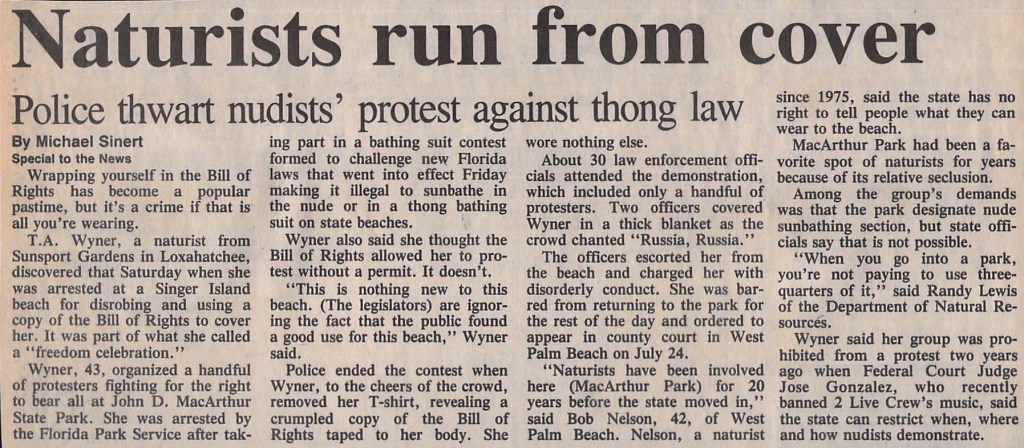 Naturists run from cover
Police thwart nudists' protest against thong law
By Michael Sinert
Special to the News
Wrapping yourself in the Bill of
Rights has become a popular
pastime, but it's a crime if that is
all you're wearing.
T.A. Wyner, a naturist from
Sunsport Gardens in Loxahatchee,
discovered that Saturday when she
was arrested at a Singer Island
beach for disrobing and using a
copy of the Bill of Rights to cover
her. It was part of what she called
a "freedom celebration."
Wyner, 43, organized a handful
of protesters fighting for the right
to bear all at John D. MacArthur
State Park. She was arrested by
the Florida Park Service after tak-
ing part in a bathing suit contest
formed to challenge new Florida
laws that went into effect Friday
making it illegal to sunbathe in
the nude or in a thong bathing
suit on state beaches.
Wyner also said she thought the
Bill of Rights allowed her to pro-
test without a permit. It doesn't.
"This is nothing new to this
beach. (The legislators) are ignor-
ing the fact that the public found
a good use for this beach," Wyner
said.
Police ended the contest when
Wyner, to the cheers of the crowd,
removed her T-shirt, revealing a
crumpled copy of the Bill of
Rights taped to her body. She
wore nothing else.
About 30 law enforcement offi-
cials attended the demonstration,
which included only a handful of
protesters. Two officers covered
Wyner in a thick blanket as the
crowd chanted "Russia, Russia."
The officers escorted her from
the beach and charged her with
disorderly conduct. She was bar-
red from returning to the park for
the rest of the day and ordered to
appear in county court in West
Palm Beach on July 24.
"Naturists have been involved
here (MacArthur Park) for 20
years before the state moved in,"
said Bob Nelson, 42, of West
Palm Beach. Nelson, a naturist
since 1975, said the state has no
right to tell people what they can
wear to the beach.
MacArthur Park had been a fa-
vorite spot of naturists for years
because of its relative seclusion.
Among the group's demands
was that the park designate nude
sunbathing section, but state offi-
cials say that is not possible.
"When you go into a park,
you're not paying to use three-
quarters of it," said Randy Lewis
of the Department of Natural Re-
sources.
Wyner said her group was pro-
hibited from a protest two years
ago when Federal Court Judge
Jose Gonzalez, who recently
banned 2 Live Crew's music, said
the state can restrict when, where
and how nudists demonstrate.